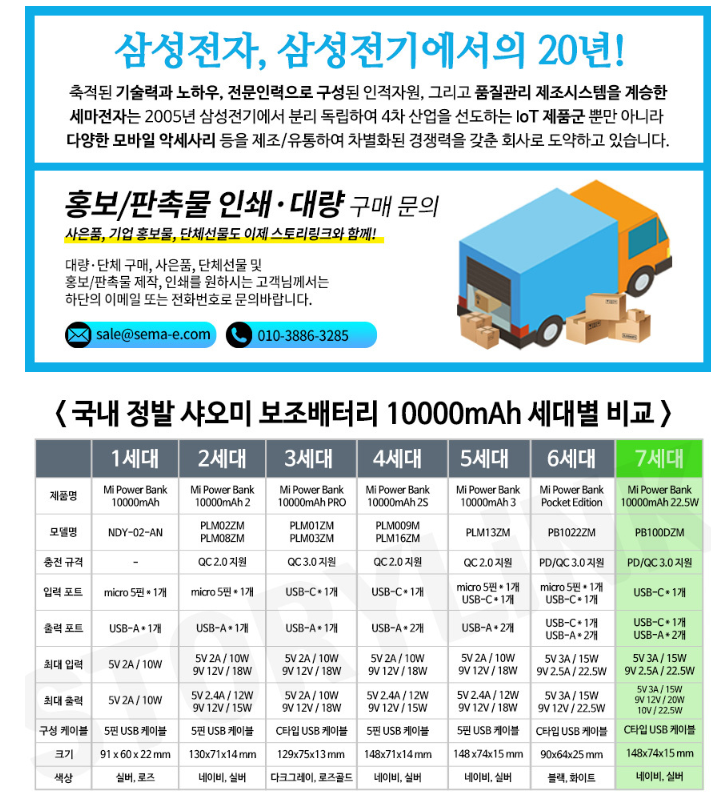 삼성전자, 삼성전기에서의 20년!
축적된 기술력과 노하우, 전문인력으로 구성된 인적자원, 그리고 품질관리 제조시스템을 계승한
세마전자는 2005년 삼성전기에서 분리 독립하여 4차 산업을 선도하는 IoT 제품군 뿐만 아니라
다양한 모바일 악세사리 등을 제조/유통하여 차별화된 경쟁력을 갖춘 회사로 도약하고 있습니다.
홍보/판촉물 인쇄·대량 구매 문의
사은품, 기업 홍보물, 단체선물도 이제 스토리링크와 함께!
대량·단체 구매, 사은품, 단체선물 및
홍보/판촉물 제작, 인쇄를 원하시는 고객님께서는
하단의 이메일 또는 전화번호로 문의바랍니다.
sale@sema-e.com 010-3886-3285
< 국내 정발 샤오미 보조배터리 10000mAh 세대별 비교 >
1세대 2세대 3세대 4세대 5세대 6세대 7세대
제품명 Mi Power Bank 10000mAh Mi Power Bank 10000mAh 2 Mi Power Bank 10000mAh PRO Mi Power Bank 10000mAh 2S Mi Power Bank 10000mAh 3 Mi Power Bank Pocket Edition Mi Power Bank 10000mAh 22.5W
모델명 NDY-02-AN PLM02ZM PLM08ZM PLM01ZM PLM03ZM PLM009M PLM16ZM PLM13ZM PB1022ZM PB100DZM
충전 규격 - QC 2.0 지원 QC 3.0 지원 QC 2.0 지원 QC 2.0 지원 PD/QC 3.0 지원 PD/QC 3.0 지원
입력 포트 micro 5핀 * 1개 micro 5핀 * 1개 USB-C * 1개 USB-C * 1개 micro 5핀 * 1개 USB-C * 1개 micro 5핀 * 1개 USB-C * 1개 USB-C * 1개
출력 포트 USB-A * 1개 USB-A * 1개 USB-A * 1개 USB-A * 2개 USB-A * 2개 USB-C * 1개 USB-A * 2개 USB-C * 1개 USB-A * 2개
최대 입력 5V 2A / 10W 5V 2A / 10W 9V 12V / 18W 5V 2A / 10W 9V 12V / 18W 5V 2A / 10W 9V 12V / 18W 5V 2A / 10W 9V 12V / 18W 5V 3A / 15W 9V 2.5A / 22.5W 5V 3A / 15W 9V 2.5A / 22.5W
최대 출력 5V 2A / 10W 5V 2.4A / 12W 9V 12V / 15W 5V 2A / 10W 9V 12V / 18W 5V 2.4A / 12W 9V 12V / 15W 5V 2.4A / 12W 9V 12V / 18W 5V 3A / 15W 9V 12V / 22.5W 5V 3A / 15W 9V 12V / 20W 10V / 22.5W
구성 케이블 5핀 USB 케이블 5핀 USB 케이블 C타입 USB 케이블 5핀 USB 케이블 5핀 USB 케이블 C타입 USB 케이블 C타입 USB 케이블
크기 91 x 60 x 22 mm 130x71x14 mm 129x75x13 mm 148x71x14 mm 148 x74x15 mm 90x64x25 mm 148x74x15 mm
색상 실버, 로즈 네이비, 실버 다크그레이, 로즈골드 네이비, 실버 네이비, 실버 블랙, 화이트 네이비, 실버
STORYLINK